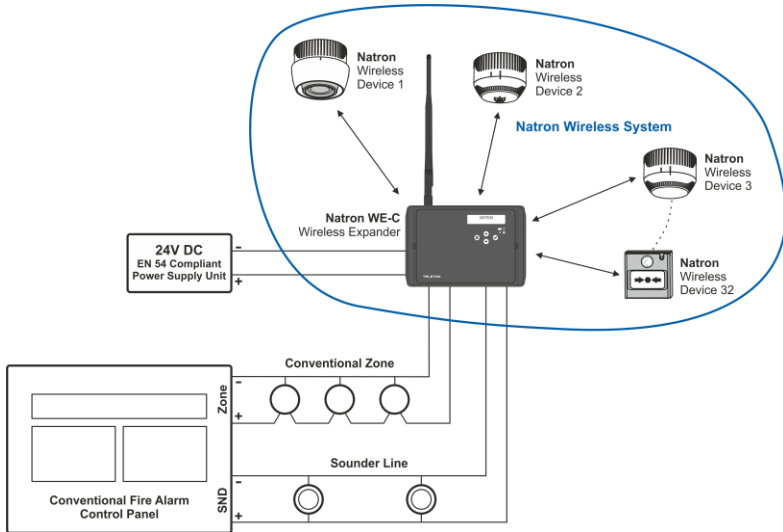 Natron
Wireless
Device 1
Natron
Wireless
Device 2
Natron Wireless System
Natron
Wireless
Device 3
Natron WE-C
Wireless Expander
NATRON
TELETEK
24V DC
EN 54 Compliant
Power Supply Unit
-
+
Natron
Wireless
Device 32
Conventional Zone
-
Zone
+
Sounder Line
-
SND
+
Conventional Fire Alarm
Control Panel